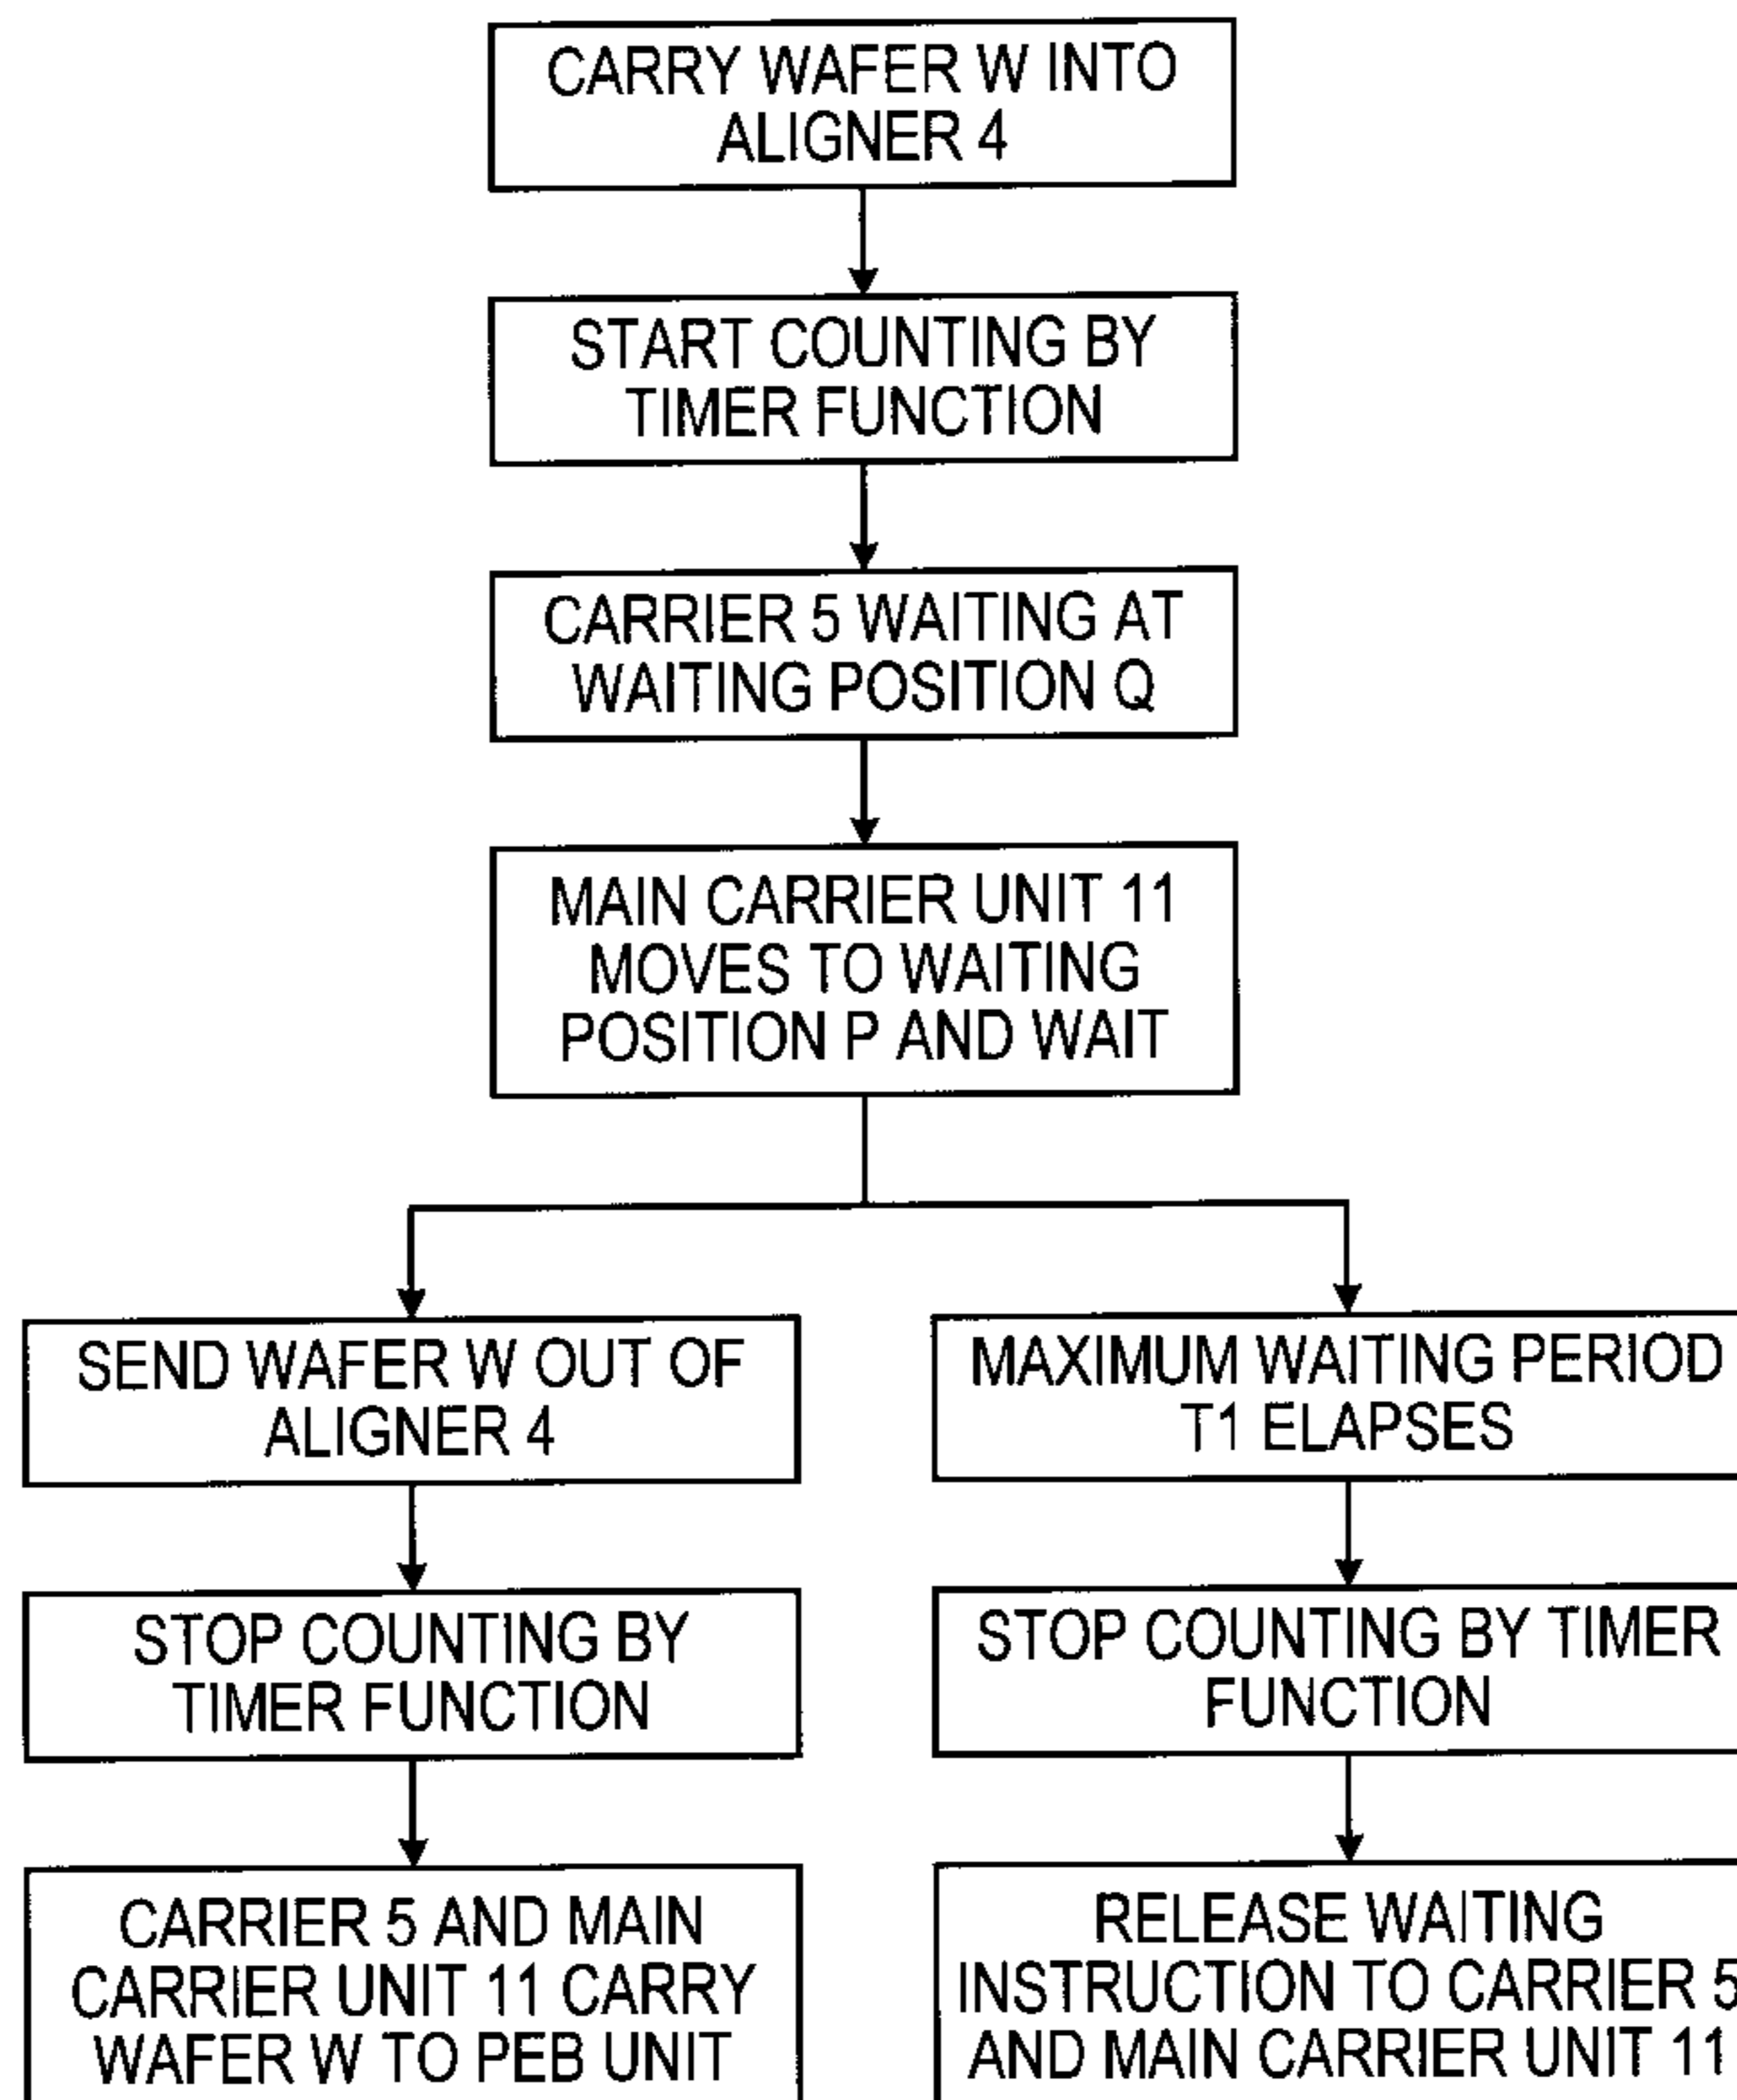 CARRY WAFER W INTO
ALIGNER 4
START COUNTING BY
TIMER FUNCTION
CARRIER 5 WAITING AT
WAITING POSITION Q
MAIN CARRIER UNIT 11
MOVES TO WAITING
POSITION P AND WAIT
SEND WAFER W OUT OF
ALIGNER 4
STOP COUNTING BY
TIMER FUNCTION
CARRIER 5 AND MAIN
CARRIER UNIT 11 CARRY
WAFER W TO PEB UNIT
MAXIMUM WAITING PERIOD
T1 ELAPSES
STOP COUNTING BY TIMER
FUNCTION
RELEASE WAITING
INSTRUCTION TO CARRIER 5
AND MAIN CARRIER UNIT 11